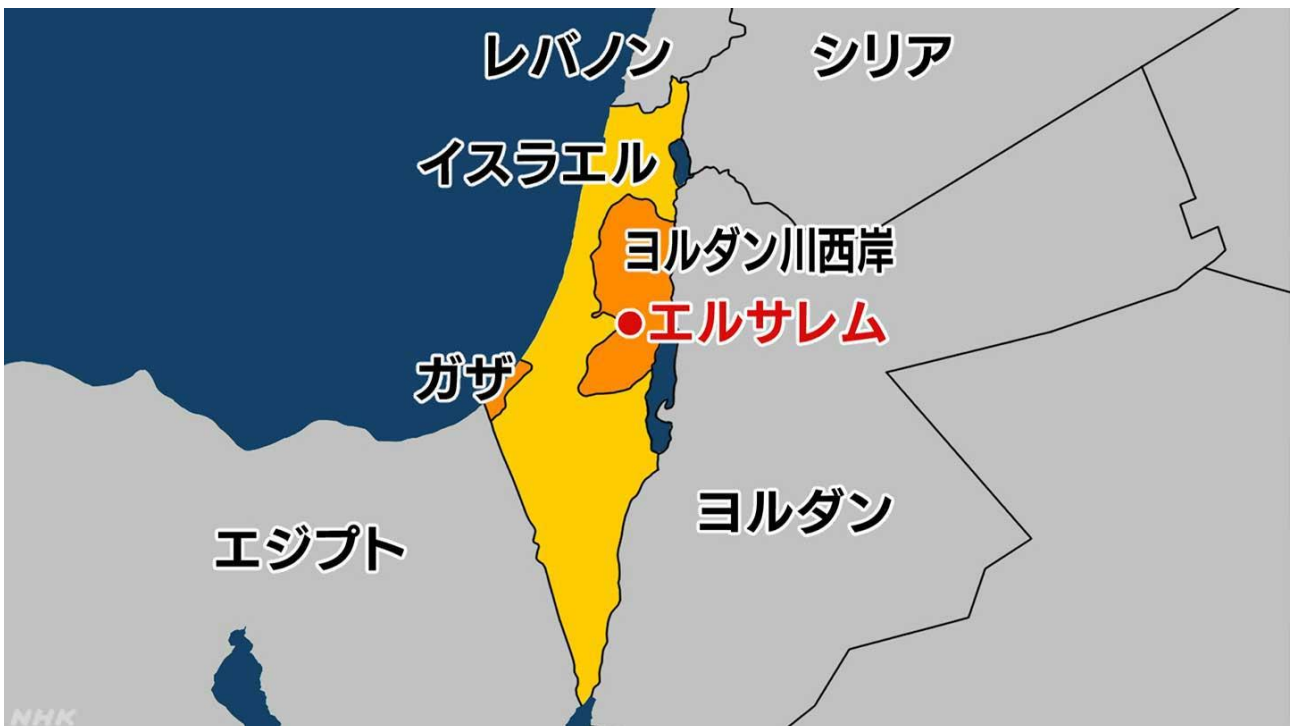 レバノン
シリア
イスラエル
ヨルダン川西岸
エルサレム
ガザ
ヨルダン
エジプト
NHK